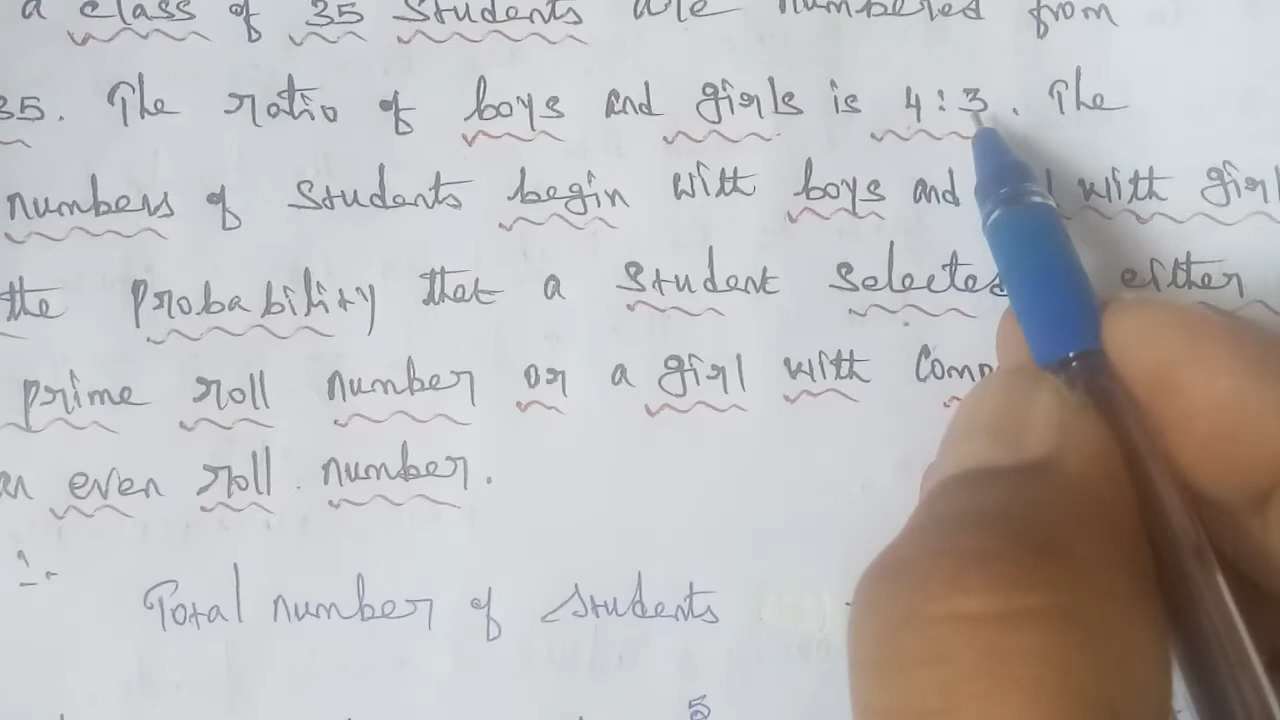 a class of 35 students are numbered from
35. The ratio of boys and girls is 4:3. The
numbers of students begin with boys and with girl
the probability that a student selected either
prime roll number or a girl with
an even roll number.
:-
Total number of students
5